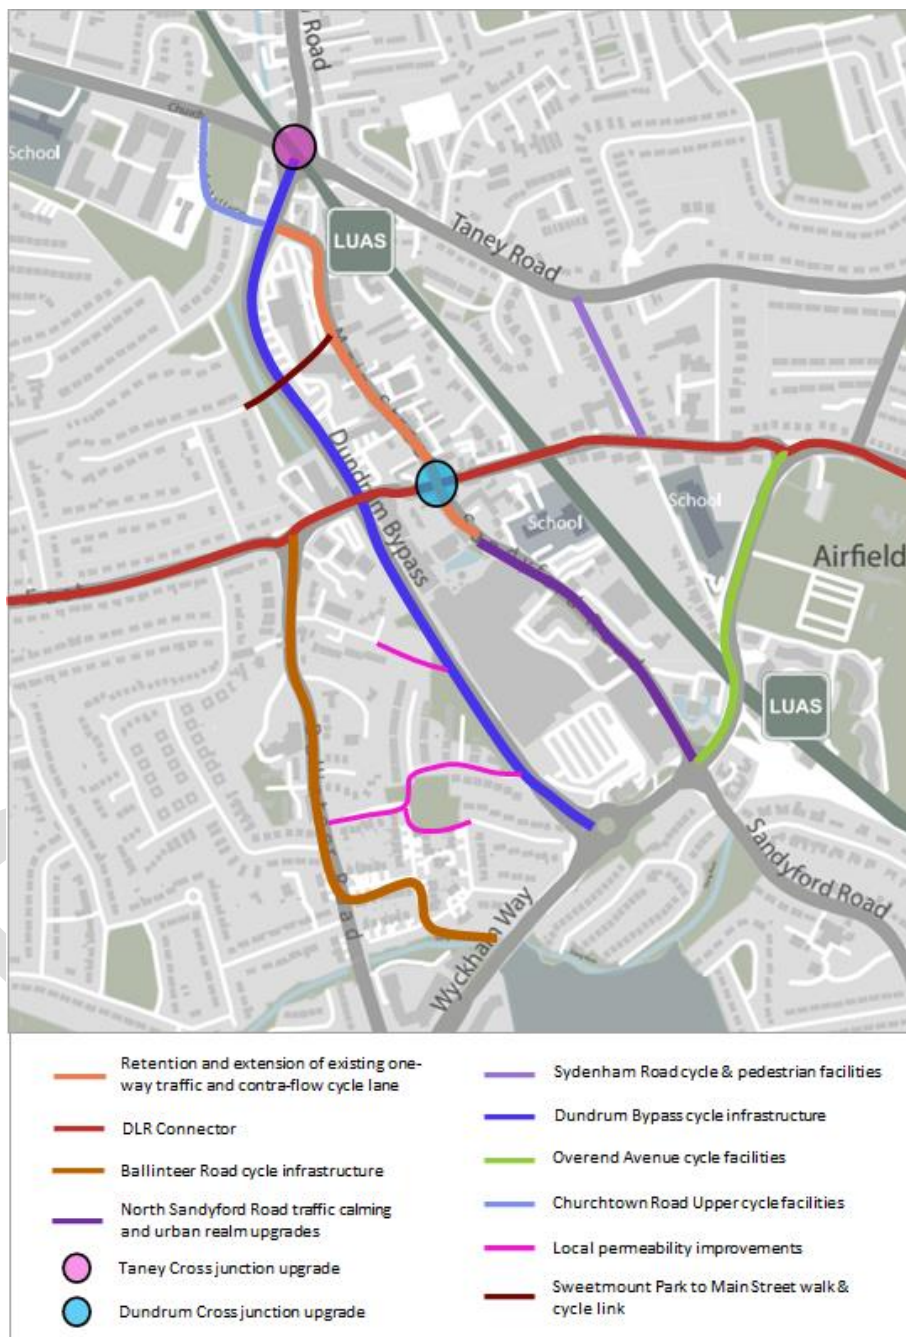 Road
School
LUAS
Taney Road
Dundrum Bypass
School
School
Airfield
LUAS
Sandyford Road
Wyckham Way
Retention and extension of existing one-
way traffic and contra-flow cycle lane
DLR Connector
Ballinteer Road cycle infrastructure
North Sandyford Road traffic calming
and urban realm upgrades
Taney Cross junction upgrade
Dundrum Cross junction upgrade
Sydenham Road cycle & pedestrian facilities
Dundrum Bypass cycle infrastructure
Overend Avenue cycle facilities
Churchtown Road Upper cycle facilities
Local permeability improvements
Sweetmount Park to Main Street walk &
cycle link